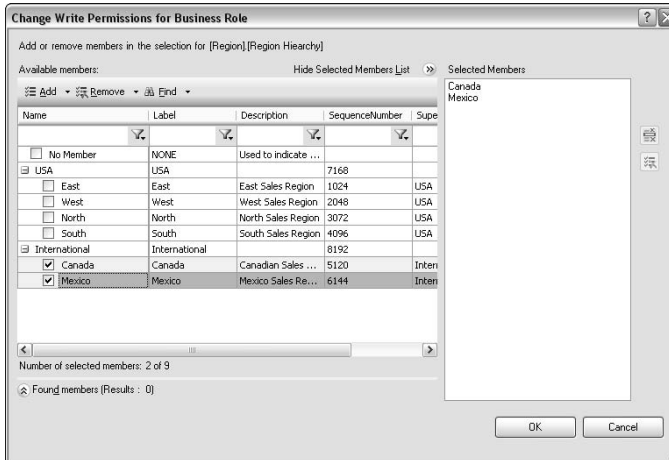 Change Write Permissions for Business Role
Add or remove members in the selection for [Region].[Region Hiearchy]
Available members: Hide Selected Members List Selected Members
Add Remove Find
Canada
Mexico
Name Label Description SequenceNumber Supe
No Member NONE Used to indicate ...
USA USA 7168
East East East Sales Region 1024 USA
West West West Sales Region 2048 USA
North North North Sales Region 3072 USA
South South South Sales Region 4096 USA
International International 8192
Canada Canada Canadian Sales ... 5120 Intern
Mexico Mexico Mexico Sales Re... 6144 Intern
Number of selected members: 2 of 9
Found members (Results : 0)
OK Cancel